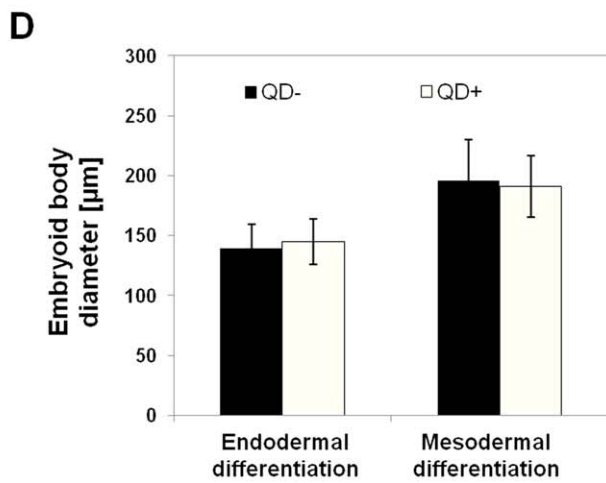 D
300
250
200
150
100
50
0
Embryoid body
diameter [µm]
QD-
QD+
Endodermal
differentiation
Mesodermal
differentiation